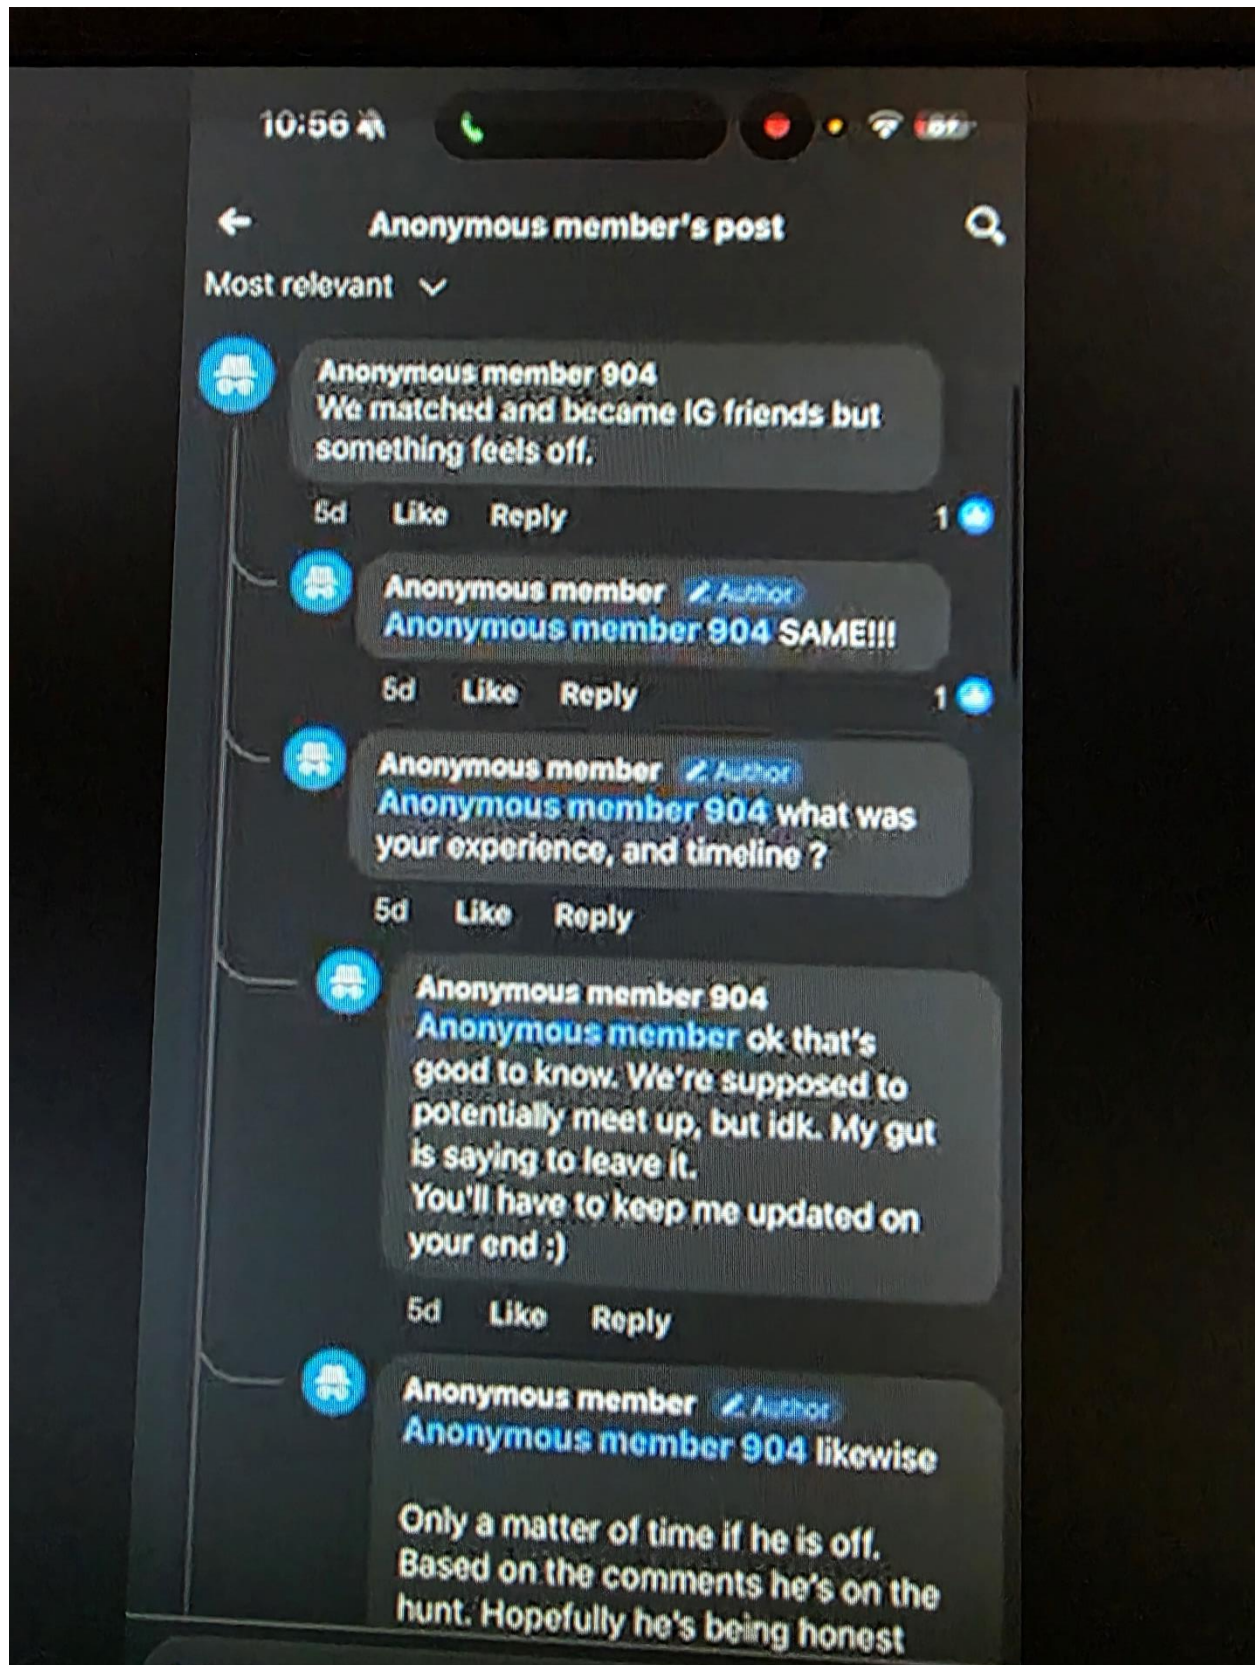 10:56
Anonymous member's post
Most relevant
Anonymous member 904
We matched and became IG friends but
something feels off.
5d Like Reply 1
Anonymous member Author
Anonymous member 904 SAME!!!
5d Like Reply 1
Anonymous member Author
Anonymous member 904 what was
your experience, and timeline ?
5d Like Reply
Anonymous member 904
Anonymous member ok that's
good to know. We're supposed to
potentially meet up, but idk. My gut
is saying to leave it.
You'll have to keep me updated on
your end :)
5d Like Reply
Anonymous member Author
Anonymous member 904 likewise
Only a matter of time if he is off.
Based on the comments he's on the
hunt. Hopefully he's being honest